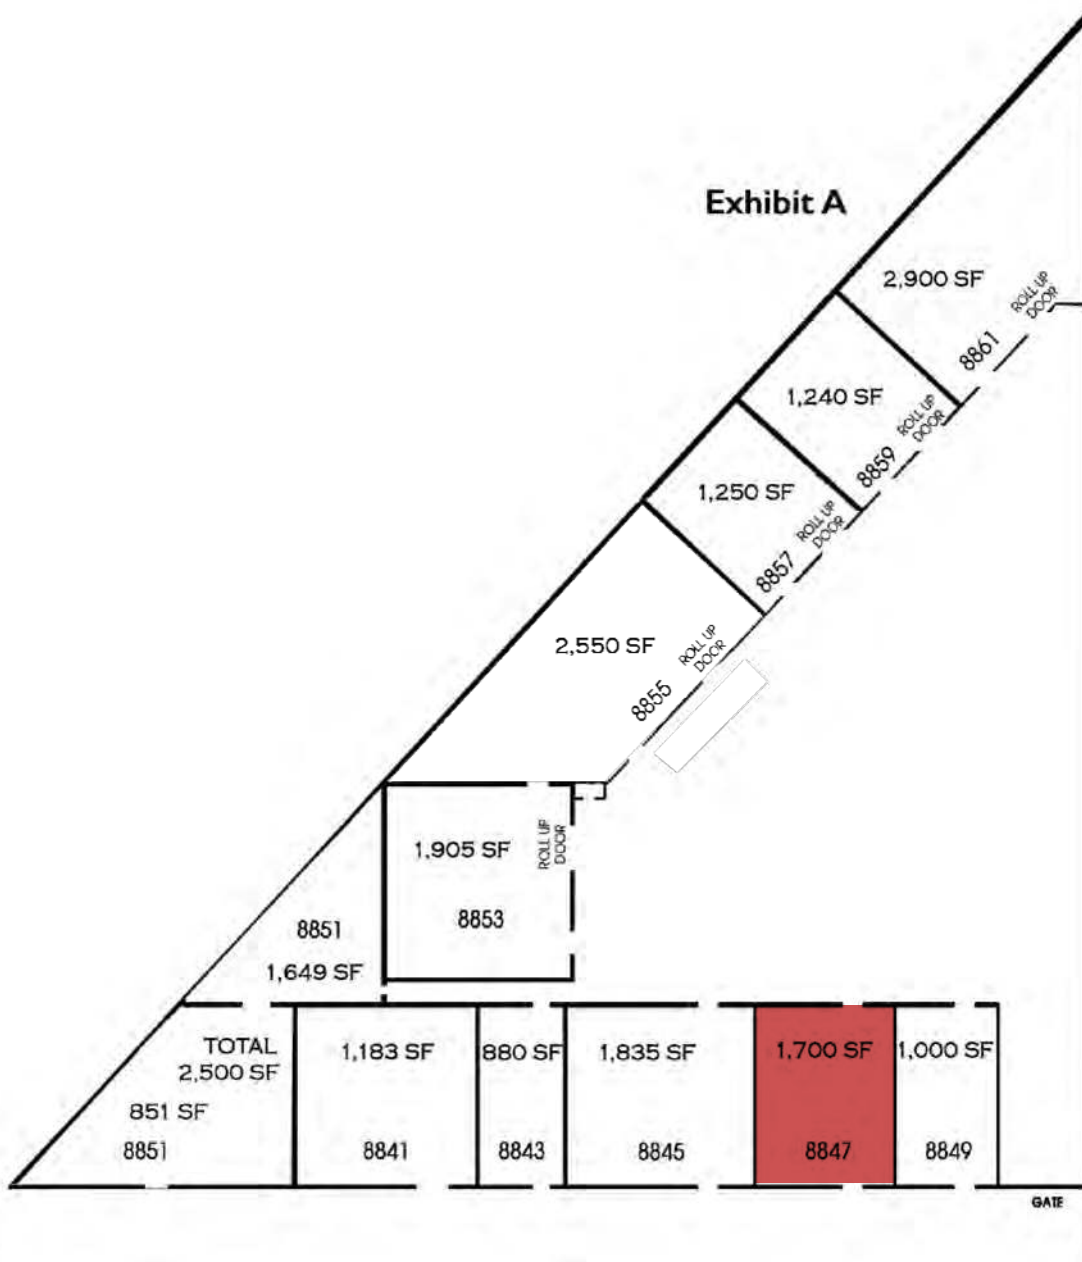 Exhibit A
2,900 SF
ROLL UP
DOOR
8861
1,240 SF
ROLL UP
DOOR
8859
1,250 SF
ROLL UP
DOOR
8857
2,550 SF
ROLL UP
DOOR
8855
1,905 SF
ROLL UP
DOOR
8853
8851
1,649 SF
TOTAL
2,500 SF
851 SF
8851
1,183 SF
8841
880 SF
8843
1,835 SF
8845
1,700 SF
8847
1,000 SF
8849
GATE